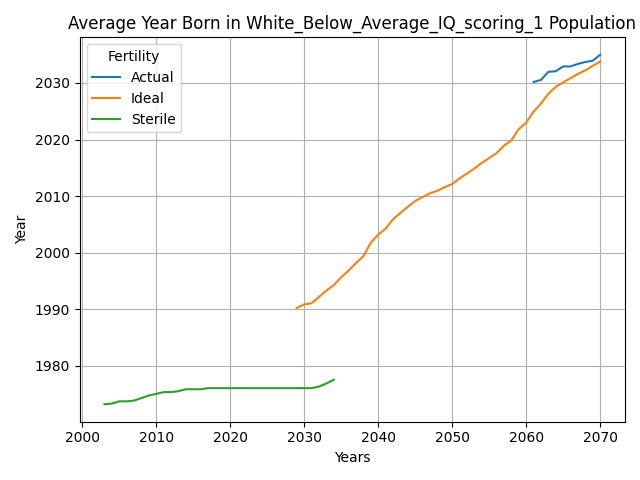 Average Year Born in White_Below_Average_IQ_scoring_1 Population
Fertility
Actual
Ideal
Sterile
2030
2020
2010
2000
1990
1980
Year
2000 2010 2020 2030 2040 2050 2060 2070
Years